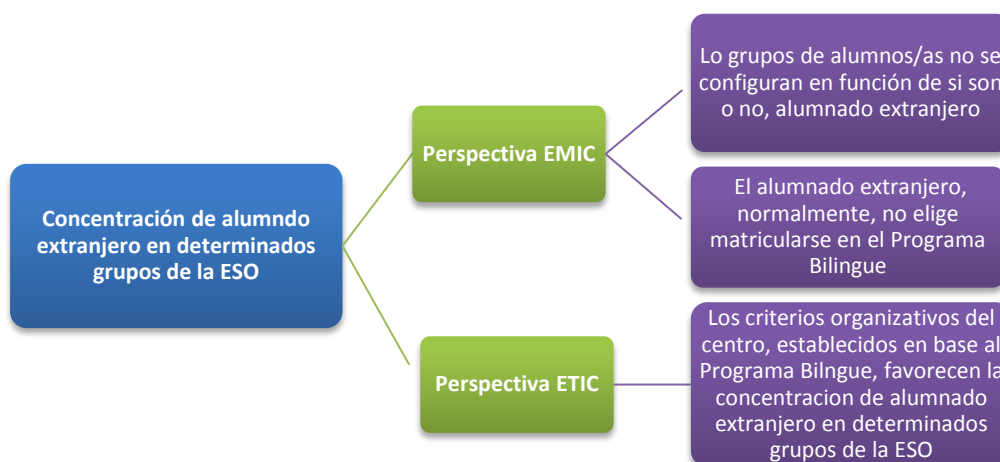 Concentración de alumndo
extranjero en determinados
grupos de la ESO
Perspectiva EMIC
Lo grupos de alumnos/as no se
configuran en función de si son
o no, alumnado extranjero
El alumnado extranjero,
normalmente, no elige
matricularse en el Programa
Bilingue
Perspectiva ETIC
Los criterios organizativos del
centro, establecidos en base al
Programa Bilngue, favorecen la
concentracion de alumnado
extranjero en determinados
grupos de la ESO